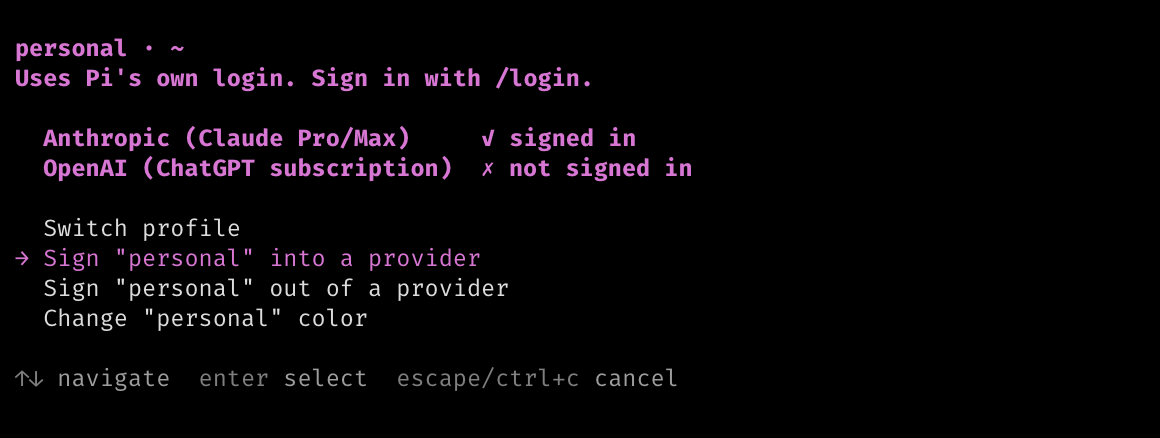 personal · ~
Uses Pi's own login. Sign in with /login.
Anthropic (Claude Pro/Max) ✓ signed in
OpenAI (ChatGPT subscription) ✗ not signed in
Switch profile
→ Sign "personal" into a provider
Sign "personal" out of a provider
Change "personal" color
↑↓ navigate enter select escape/ctrl+c cancel